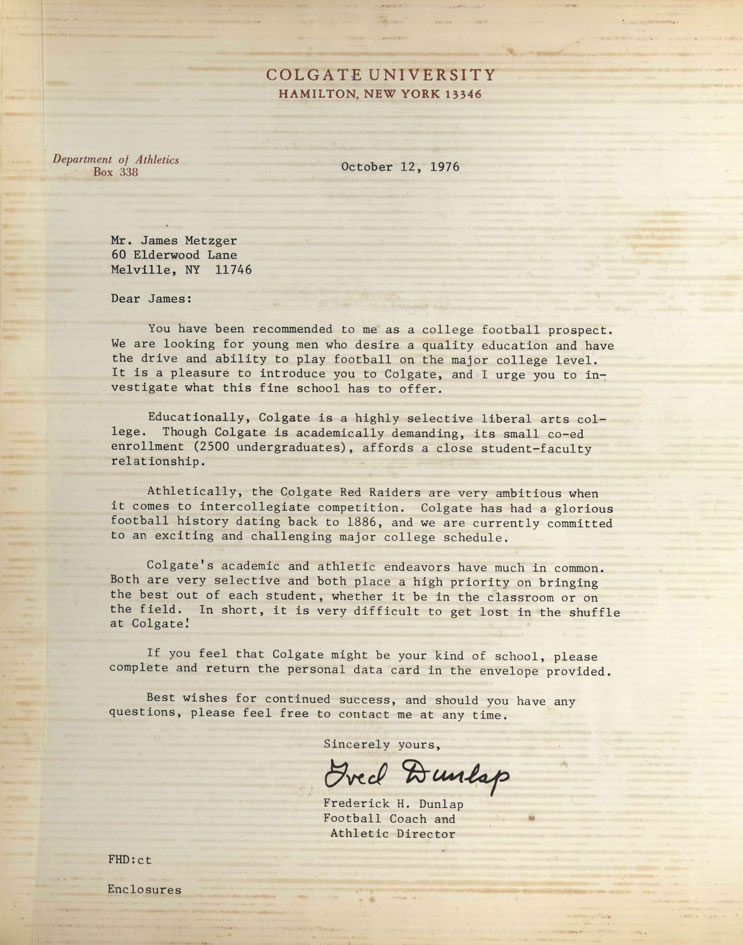 COLGATE UNIVERSITY
HAMILTON, NEW YORK 13346
Department of Athletics
Box 338
October 12, 1976
Mr. James Metzger
60 Elderwood Lane
Melville, NY  11746
Dear James:
You have been recommended to me as a college football prospect.
We are looking for young men who desire a quality education and have
the drive and ability to play football on the major college level.
It is a pleasure to introduce you to Colgate, and I urge you to in-
vestigate what this fine school has to offer.
Educationally, Colgate is a highly selective liberal arts col-
lege.  Though Colgate is academically demanding, its small co-ed
enrollment (2500 undergraduates), affords a close student-faculty
relationship.
Athletically, the Colgate Red Raiders are very ambitious when
it comes to intercollegiate competition.  Colgate has had a glorious
football history dating back to 1886, and we are currently committed
to an exciting and challenging major college schedule.
Colgate's academic and athletic endeavors have much in common.
Both are very selective and both place a high priority on bringing
the best out of each student, whether it be in the classroom or on
the field.  In short, it is very difficult to get lost in the shuffle
at Colgate!
If you feel that Colgate might be your kind of school, please
complete and return the personal data card in the envelope provided.
Best wishes for continued success, and should you have any
questions, please feel free to contact me at any time.
Sincerely yours,
Fred Dunlap
Frederick H. Dunlap
Football Coach and
Athletic Director
FHD:ct
Enclosures